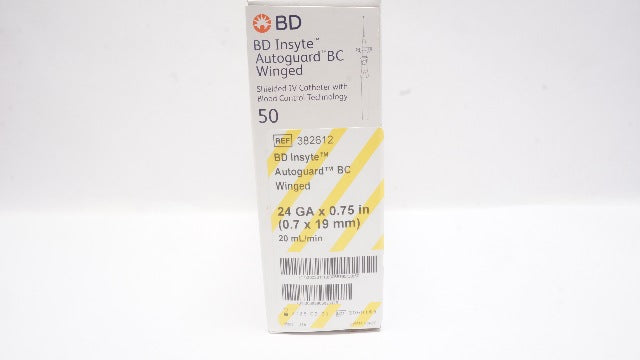 BD
BD Insyte™
Autoguard™ BC
Winged
Shielded IV Catheter with
Blood Control Technology
50
REF 382612
BD Insyte™
Autoguard™ BC
Winged
24 GA x 0.75 in
(0.7 x 19 mm)
20 mL/min